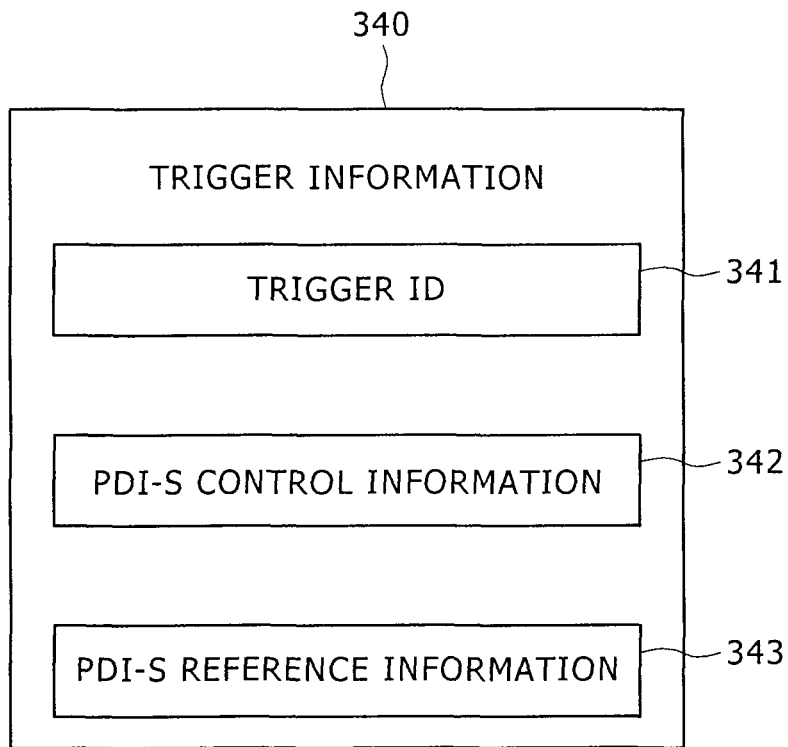 340
TRIGGER INFORMATION
TRIGGER ID
341
PDI-S CONTROL INFORMATION
342
PDI-S REFERENCE INFORMATION
343